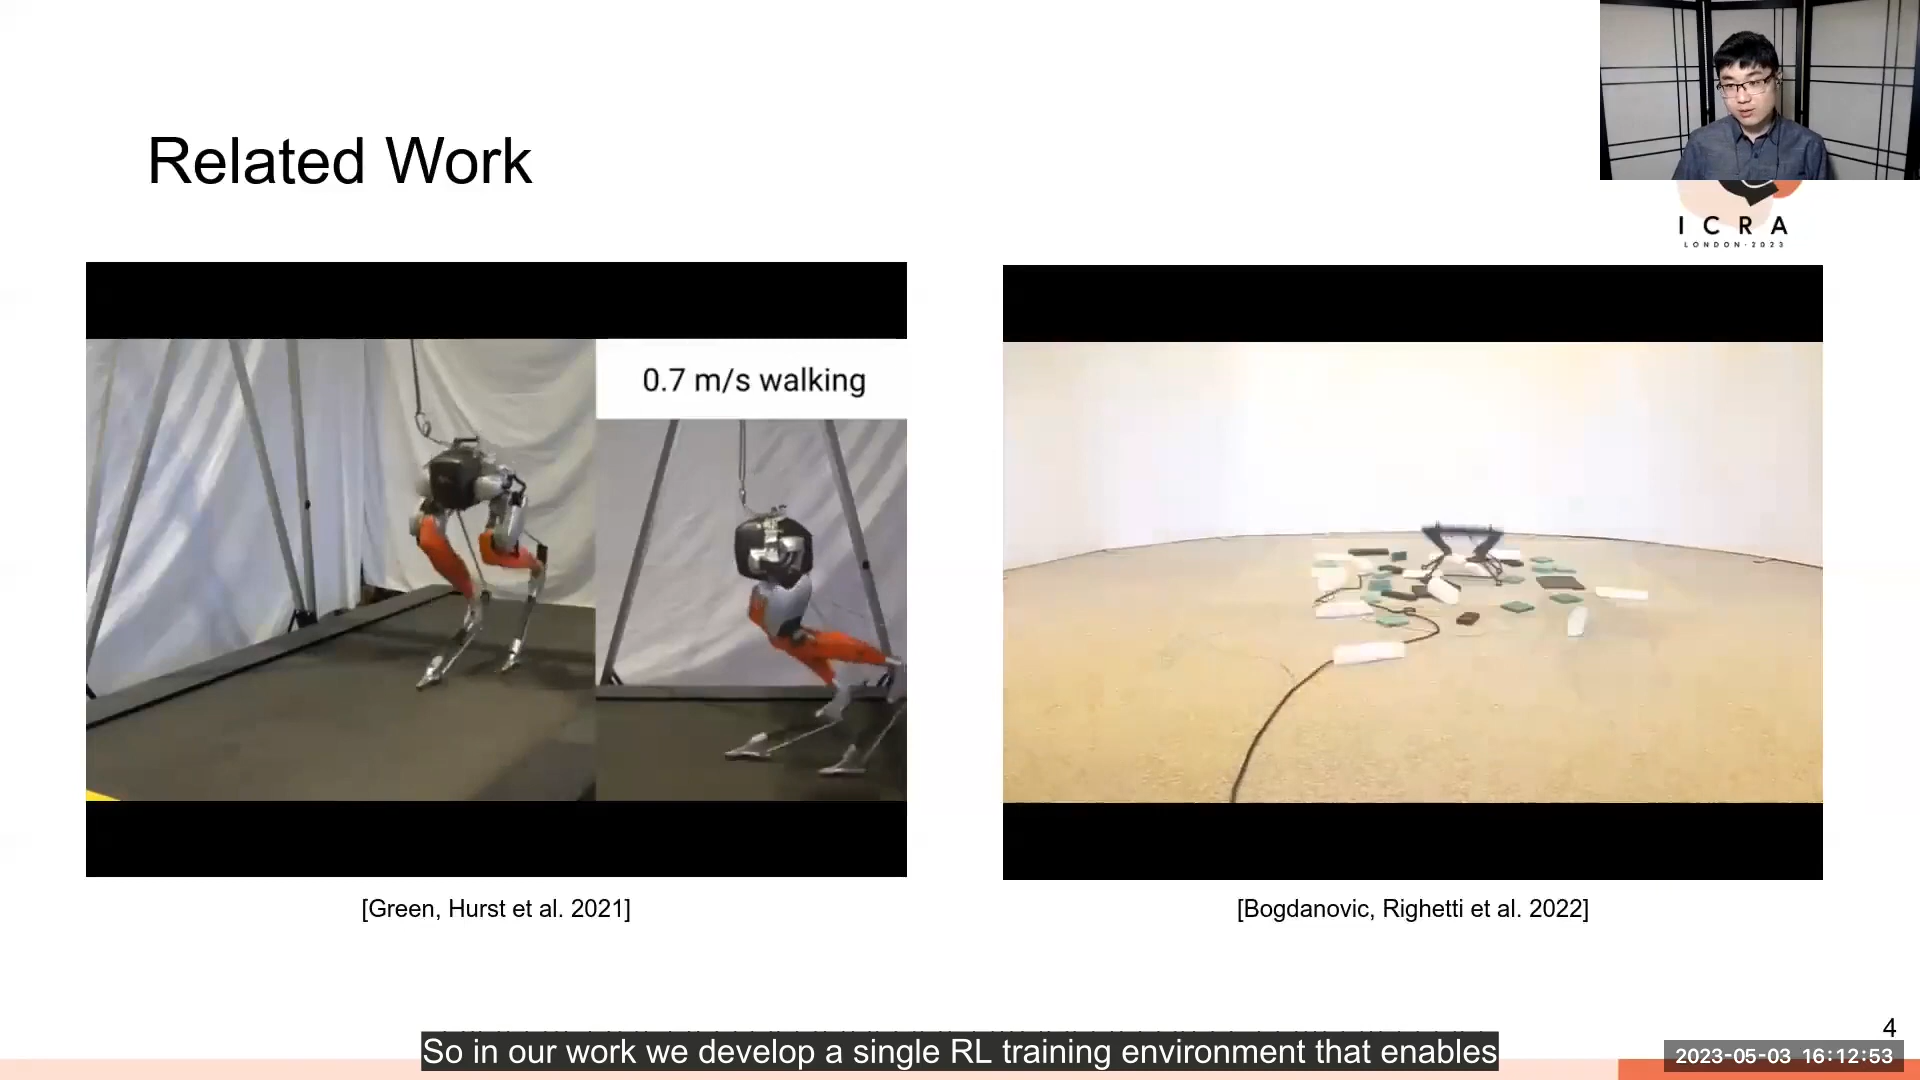 Related Work
ICRA
LONDON·2023
0.7 m/s walking
[Green, Hurst et al. 2021]
[Bogdanovic, Righetti et al. 2022]
4
So in our work we develop a single RL training environment that enables
2023-05-03 16:12:53